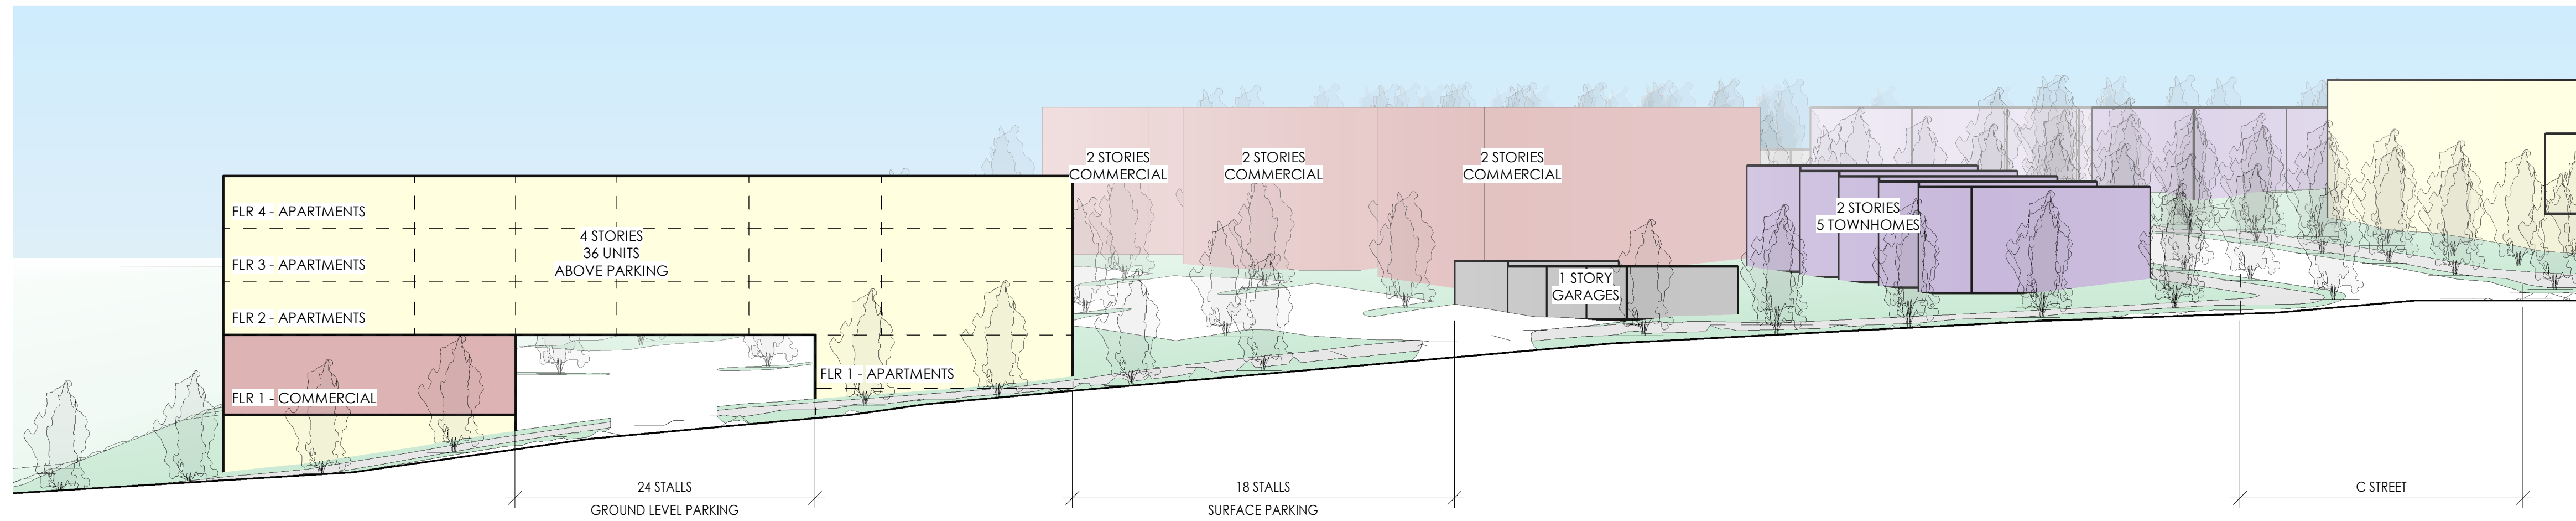 FLR 4 - APARTMENTS
FLR 3 - APARTMENTS
FLR 2 - APARTMENTS
FLR 1 - COMMERCIAL
4 STORIES
36 UNITS
ABOVE PARKING
FLR 1 - APARTMENTS
2 STORIES
COMMERCIAL
2 STORIES
COMMERCIAL
2 STORIES
COMMERCIAL
1 STORY
GARAGES
2 STORIES
5 TOWNHOMES
24 STALLS
GROUND LEVEL PARKING
18 STALLS
SURFACE PARKING
C STREET